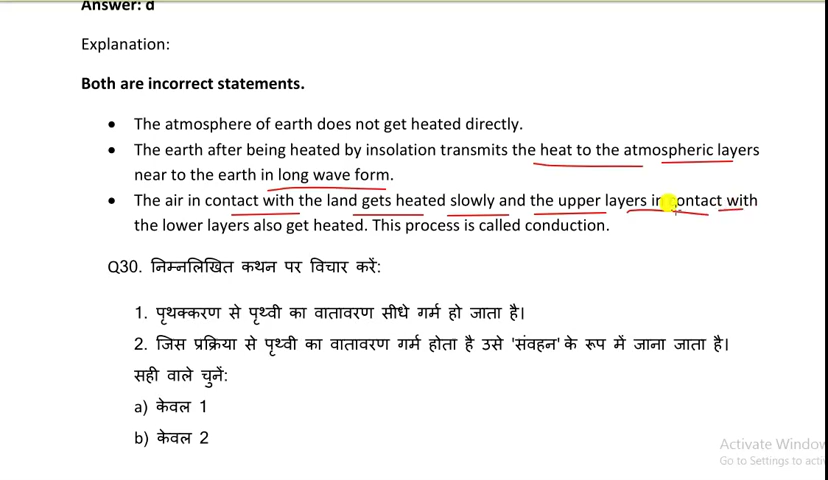 Answer: d
Explanation:
Both are incorrect statements.
• The atmosphere of earth does not get heated directly.
• The earth after being heated by insolation transmits the heat to the atmospheric layers
near to the earth in long wave form.
• The air in contact with the land gets heated slowly and the upper layers in contact with
the lower layers also get heated. This process is called conduction.
Q30. निम्नलिखित कथन पर विचार करें:
1. पृथक्करण से पृथ्वी का वातावरण सीधे गर्म हो जाता है।
2. जिस प्रक्रिया से पृथ्वी का वातावरण गर्म होता है उसे 'संवहन' के रूप में जाना जाता है।
सही वाले चुनें:
a) केवल 1
b) केवल 2
Activate Window
Go to Settings to acti